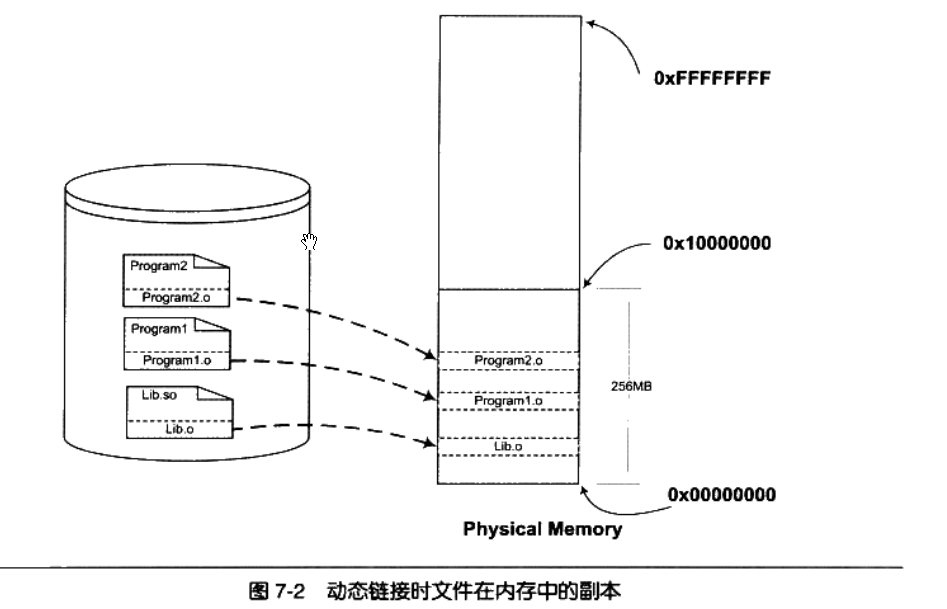 0xFFFFFFFF
0x10000000
Program2
Program2.o
Program1
Program1.o
Lib.so
Lib.o
Program2.o
Program1.o
Lib.o
256MB
0x00000000
Physical Memory
图 7-2 动态链接时文件在内存中的副本